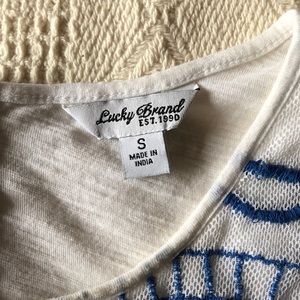 Lucky Brand
EST. 1990
S
MADE IN
INDIA